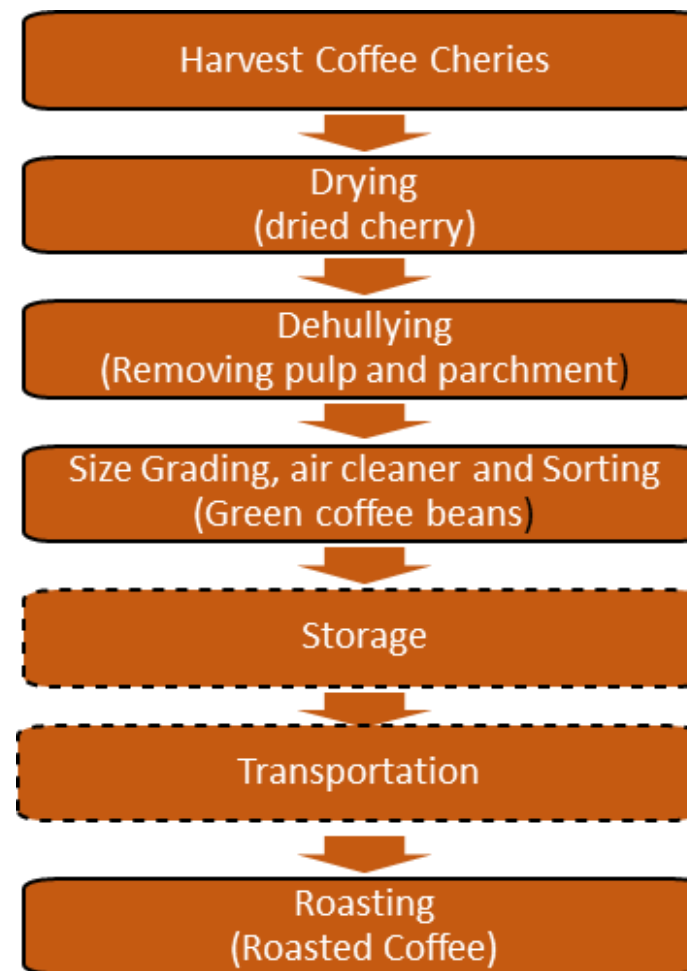 Harvest Coffee Cheries
Drying
(dried cherry)
Dehullying
(Removing pulp and parchment)
Size Grading, air cleaner and Sorting
(Green coffee beans)
Storage
Transportation
Roasting
(Roasted Coffee)